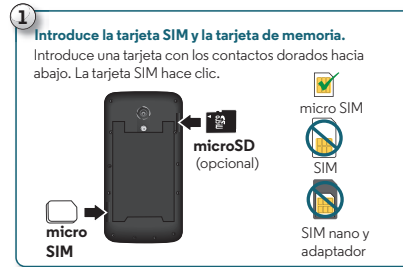 1
Introduce la tarjeta SIM y la tarjeta de memoria.
Introduce una tarjeta con los contactos dorados hacia
abajo. La tarjeta SIM hace clic.
micro SIM
microSD
(opcional)
SIM
micro
SIM
SIM nano y
adaptador